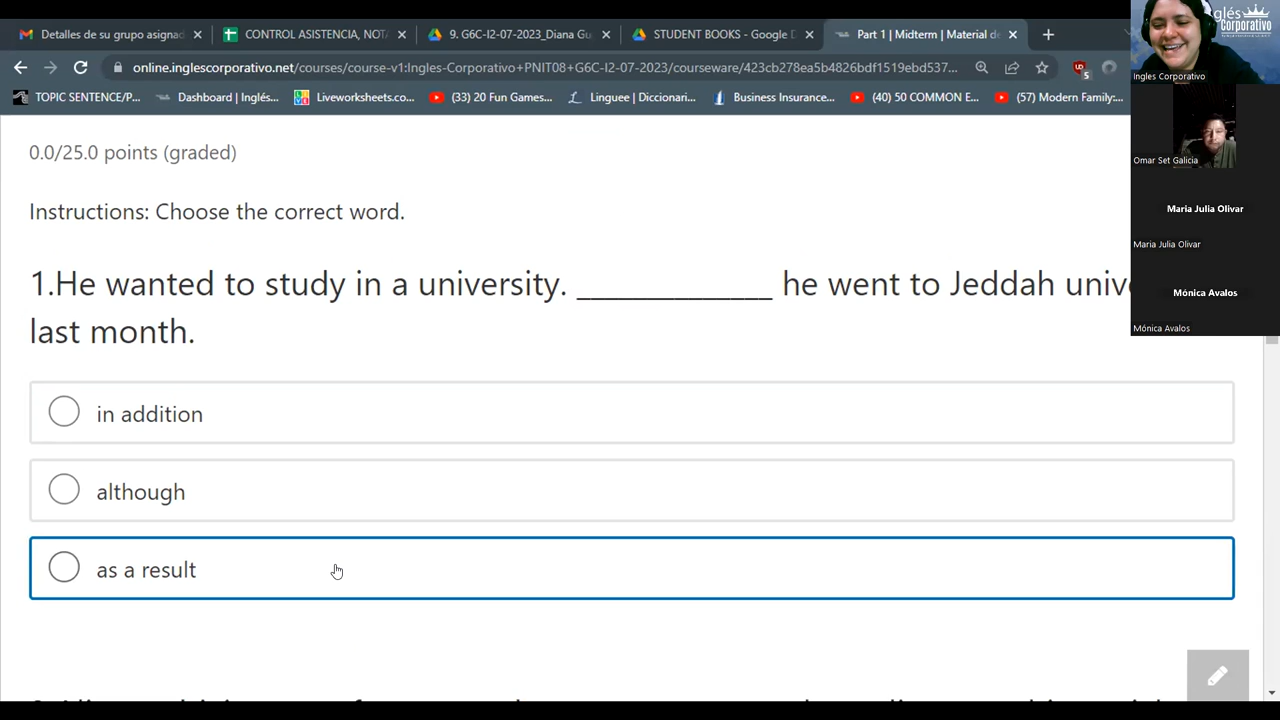 Detalles de su grupo asignad
CONTROL ASISTENCIA, NOTA
9. G6C-I2-07-2023_Diana Gu
STUDENT BOOKS - Google D
Part 1 | Midterm | Material de
glés
Corporativo
online.inglescorporativo.net/courses/course-v1:Ingles-Corporativo+PNIT08+G6C-I2-07-2023/courseware/423cb278ea5b4826bdf1519ebd537...
Ingles Corporativo
TOPIC SENTENCE/P...
Dashboard | Inglés...
Liveworksheets.co...
(33) 20 Fun Games...
Linguee | Diccionari...
Business Insurance...
(40) 50 COMMON E...
(57) Modern Family:...
0.0/25.0 points (graded)
Omar Set Galicia
Instructions: Choose the correct word.
Maria Julia Olivar
Maria Julia Olivar
1.He wanted to study in a university. ______________ he went to Jeddah unive
last month.
Mónica Avalos
Mónica Avalos
in addition
although
as a result